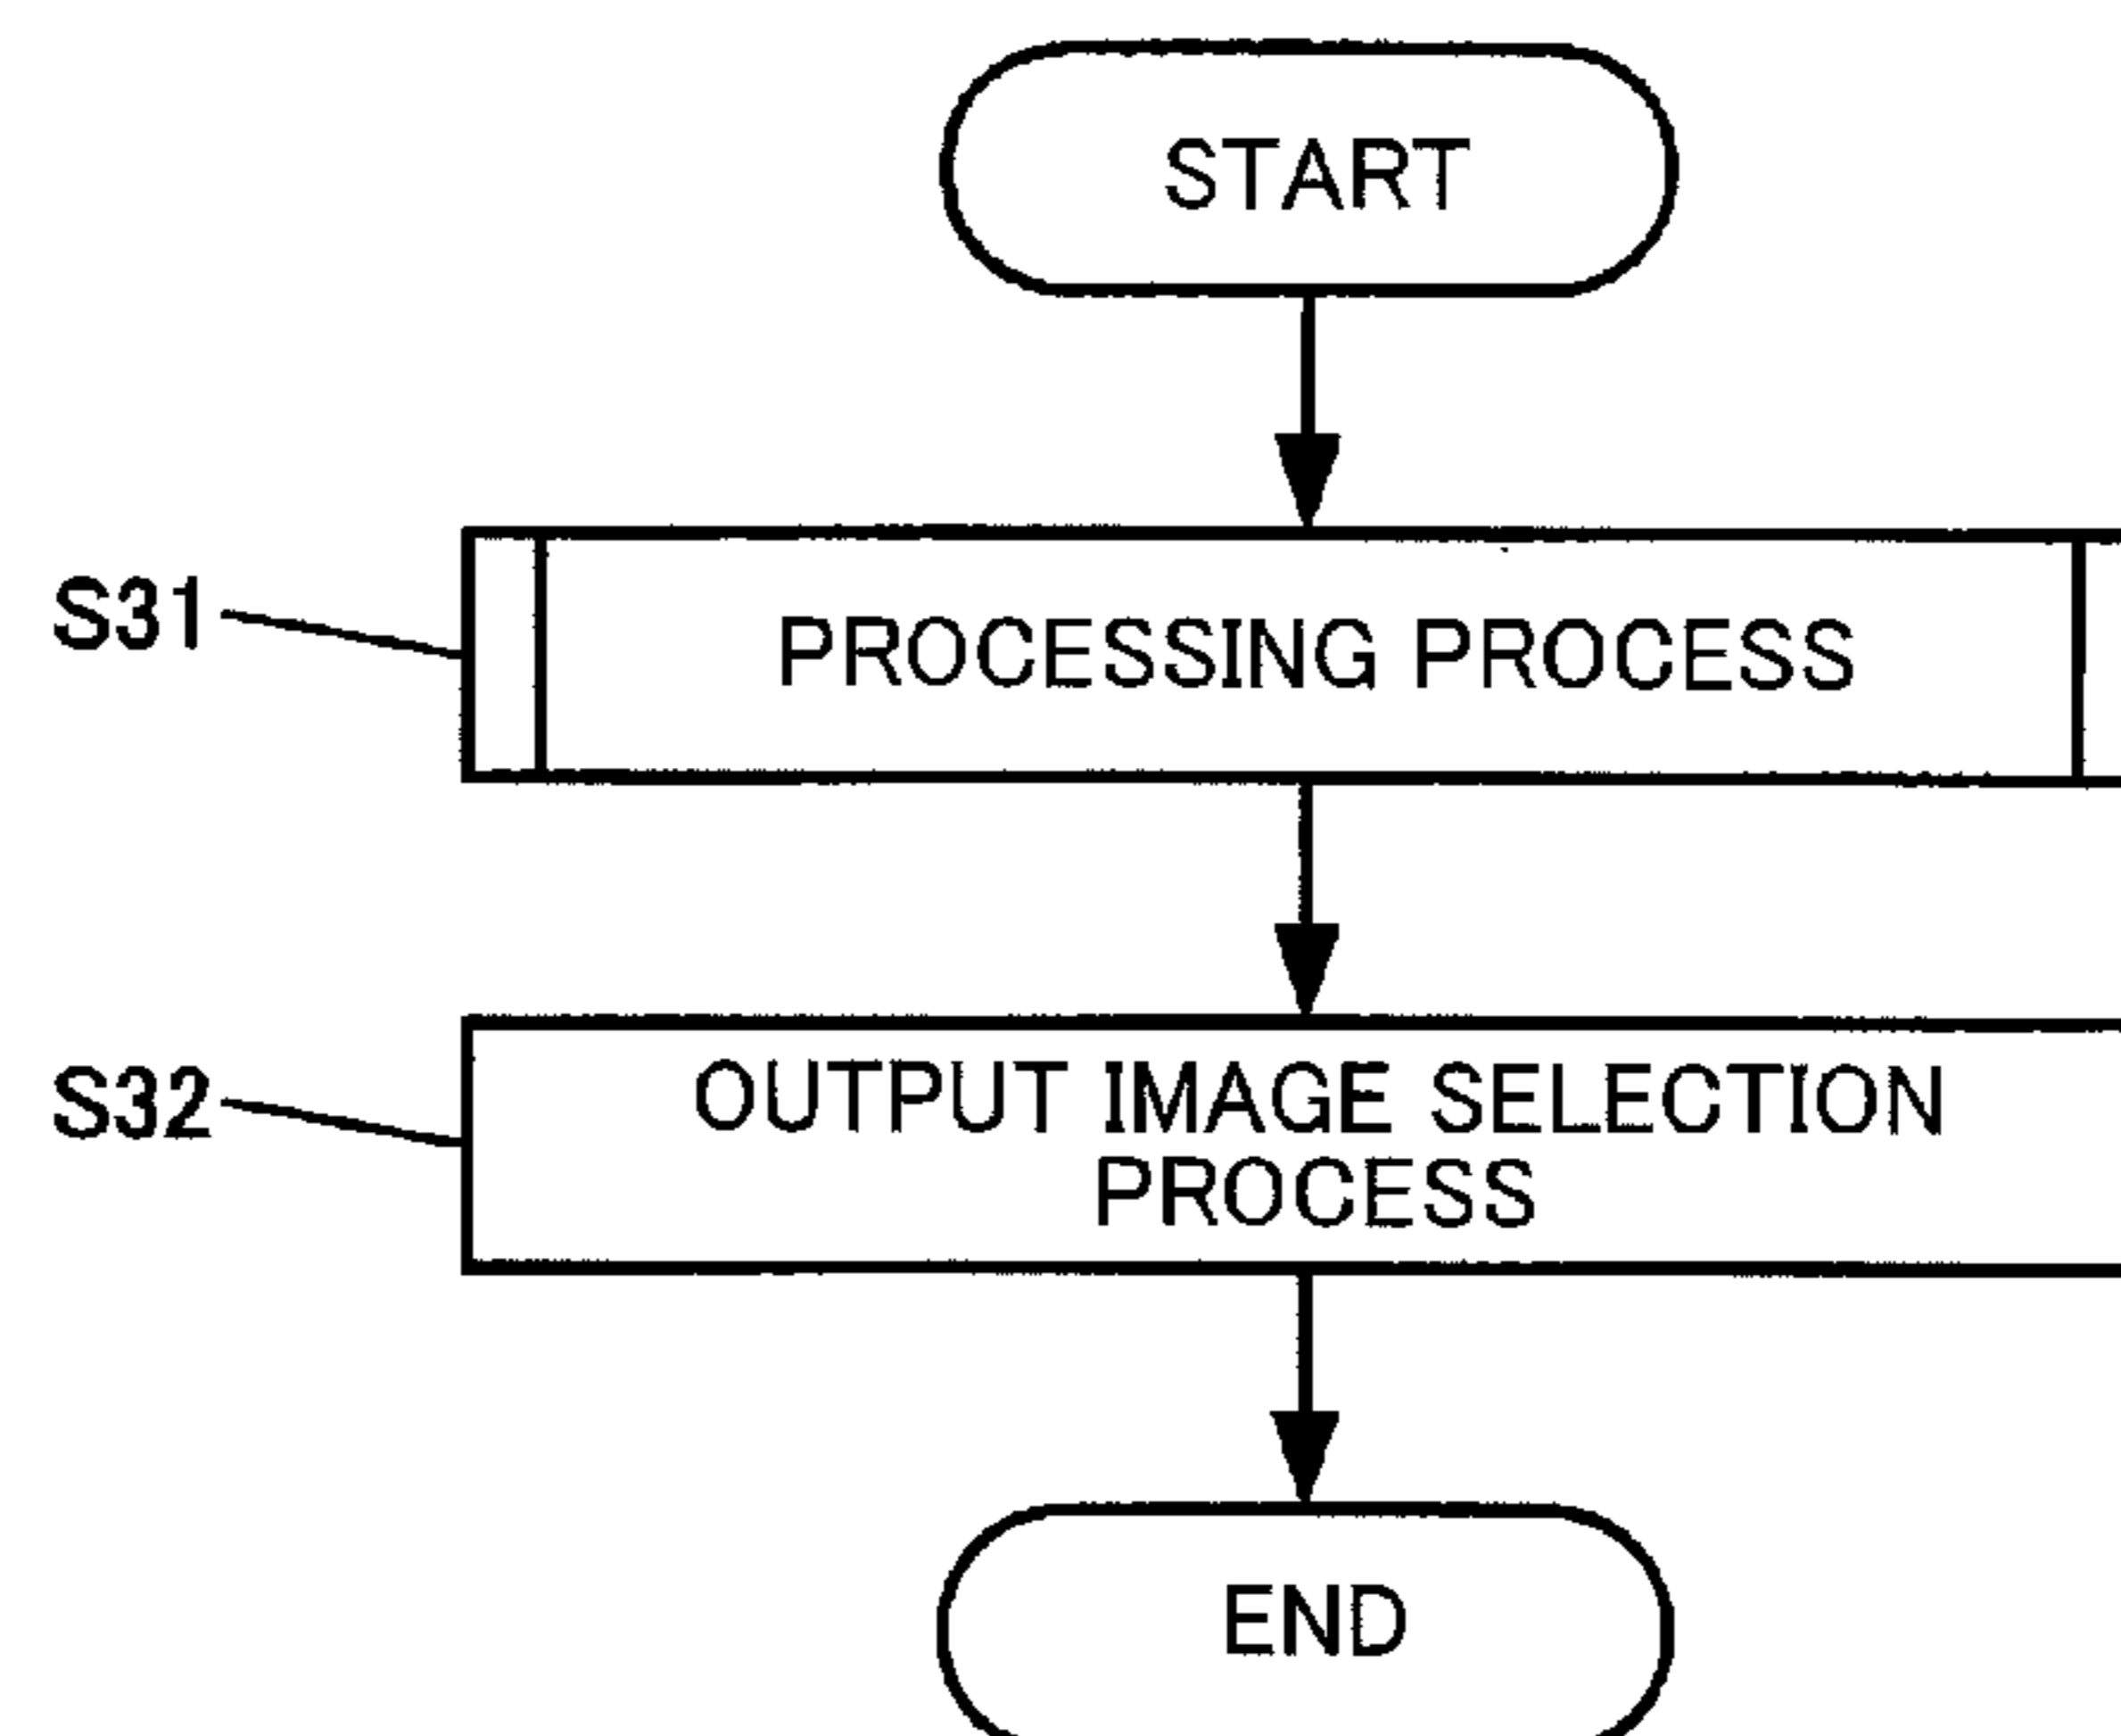 START
S31
PROCESSING PROCESS
S32
OUTPUT IMAGE SELECTION
PROCESS
END